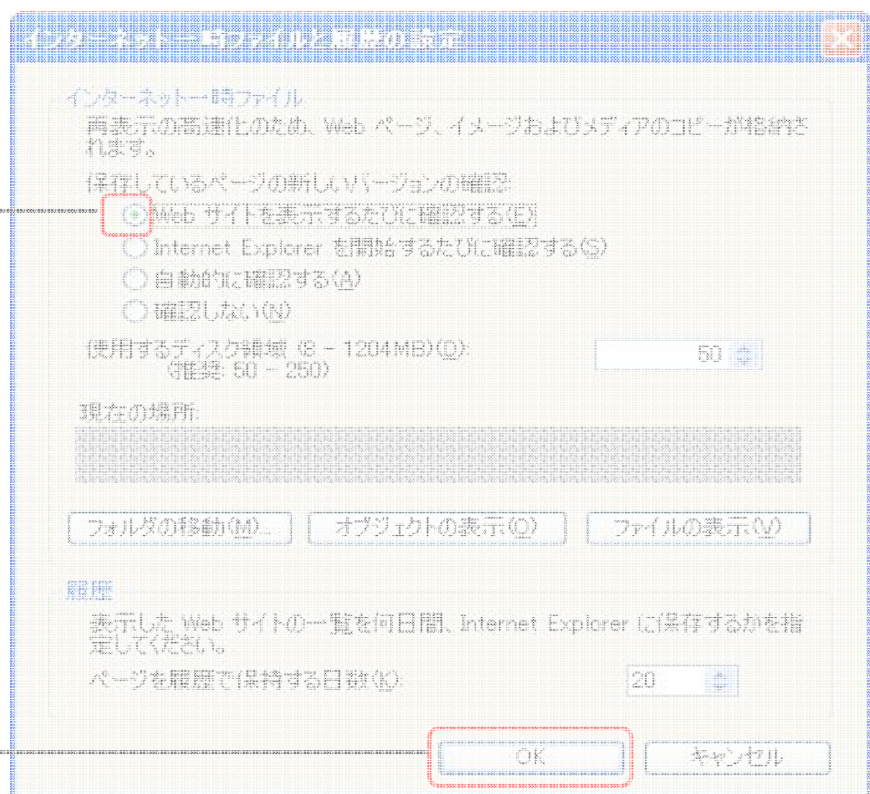 インターネット一時ファイルと履歴の設定
インターネット一時ファイル
再表示の高速化のため、Web ページ、イメージおよびメディアのコピーが格納さ
れます。
保存しているページの新しいバージョンの確認:
Web サイトを表示するたびに確認する(E)
Internet Explorer を開始するたびに確認する(S)
自動的に確認する(A)
確認しない(N)
使用するディスク領域 (8 - 1204MB)(D):
50
(推奨: 50 - 250)
現在の場所:
フォルダの移動(M)... オブジェクトの表示(O) ファイルの表示(V)
履歴
表示した Web サイトの一覧を何日間、Internet Explorer に保存するかを指
定してください。
ページを履歴で保持する日数(K):
20
OK キャンセル